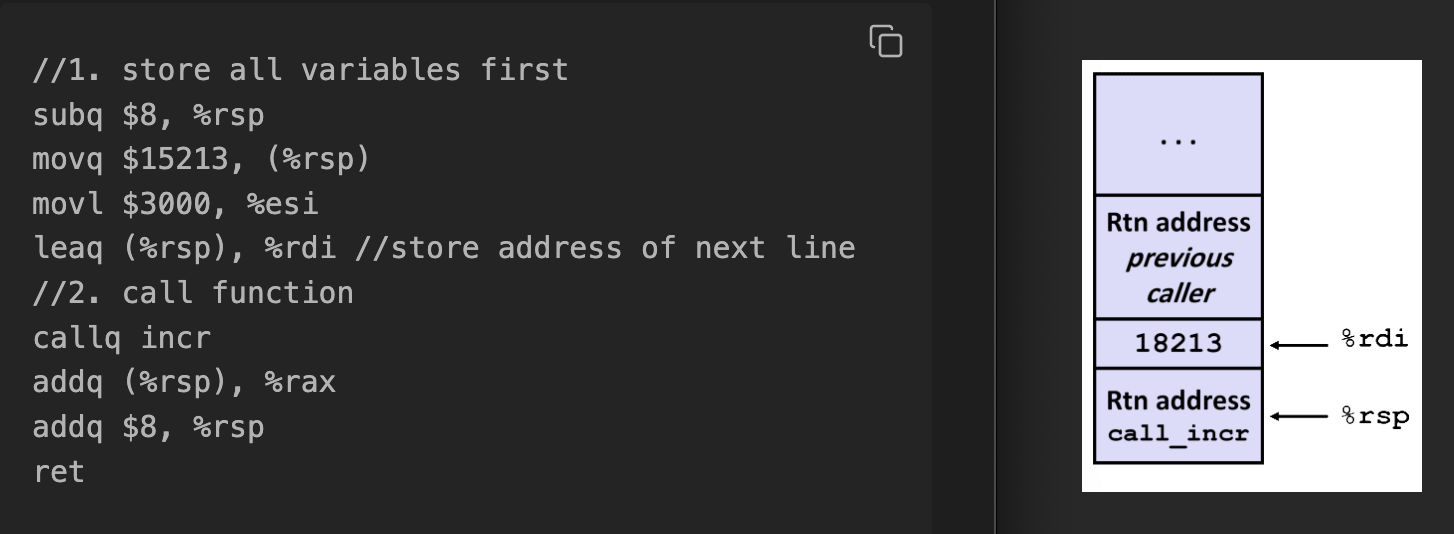 //1. store all variables first
subq $8, %rsp
movq $15213, (%rsp)
movl $3000, %esi
leaq (%rsp), %rdi //store address of next line
//2. call function
callq incr
addq (%rsp), %rax
addq $8, %rsp
ret
...
Rtn address
previous
caller
18213
%rdi
Rtn address
call_incr
%rsp